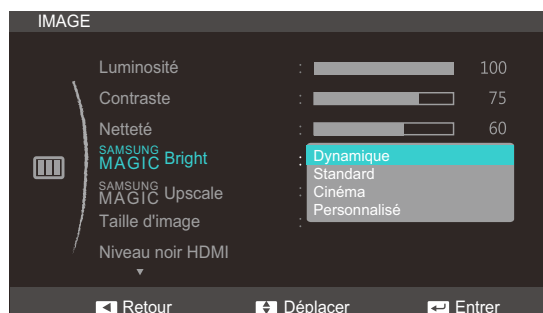 IMAGE
Luminosité : 100
Contraste : 75
Netteté : 60
SAMSUNG MAGIC Bright : Dynamique
Standard
SAMSUNG MAGIC Upscale : Cinéma
Personnalisé
Taille d'image :
Niveau noir HDMI
Retour Déplacer Entrer